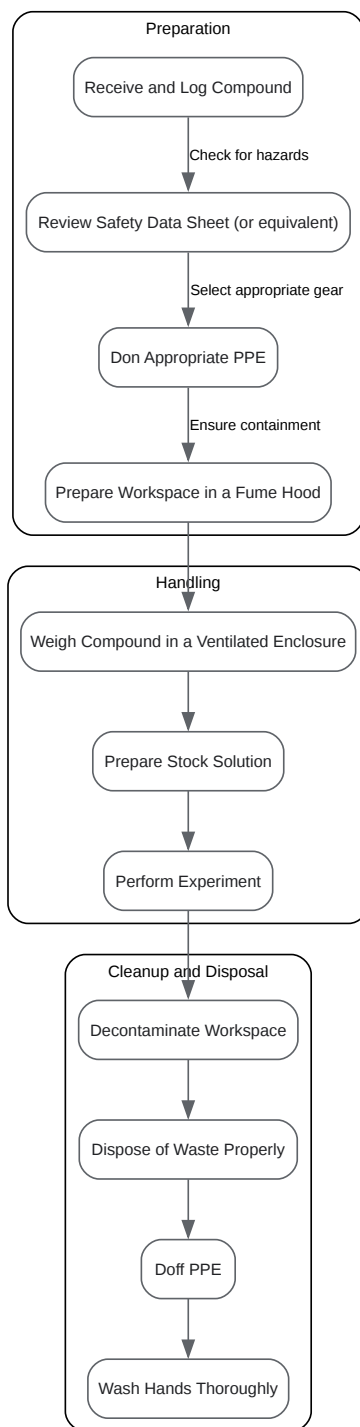 Preparation
Receive and Log Compound
Check for hazards
Review Safety Data Sheet (or equivalent)
Select appropriate gear
Don Appropriate PPE
Ensure containment
Prepare Workspace in a Fume Hood
Handling
Weigh Compound in a Ventilated Enclosure
Prepare Stock Solution
Perform Experiment
Cleanup and Disposal
Decontaminate Workspace
Dispose of Waste Properly
Doff PPE
Wash Hands Thoroughly